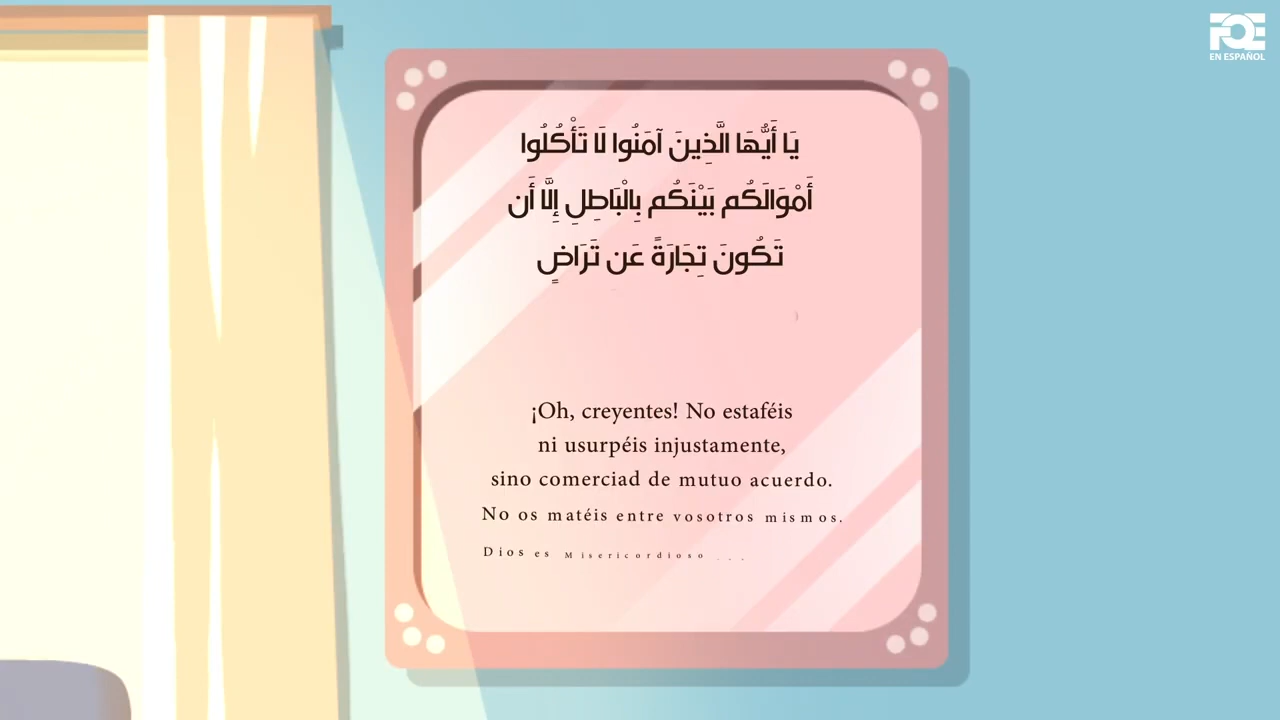 FQE
EN ESPAÑOL
يَا أَيُّهَا الَّذِينَ آمَنُوا لَا تَأْكُلُوا
أَمْوَالَكُم بَيْنَكُم بِالْبَاطِلِ إِلَّا أَن
تَكُونَ تِجَارَةً عَن تَرَاضٍ
¡Oh, creyentes! No estaféis
ni usurpéis injustamente,
sino comerciad de mutuo acuerdo.
No os matéis entre vosotros mismos.
Dios es Misericordioso ...